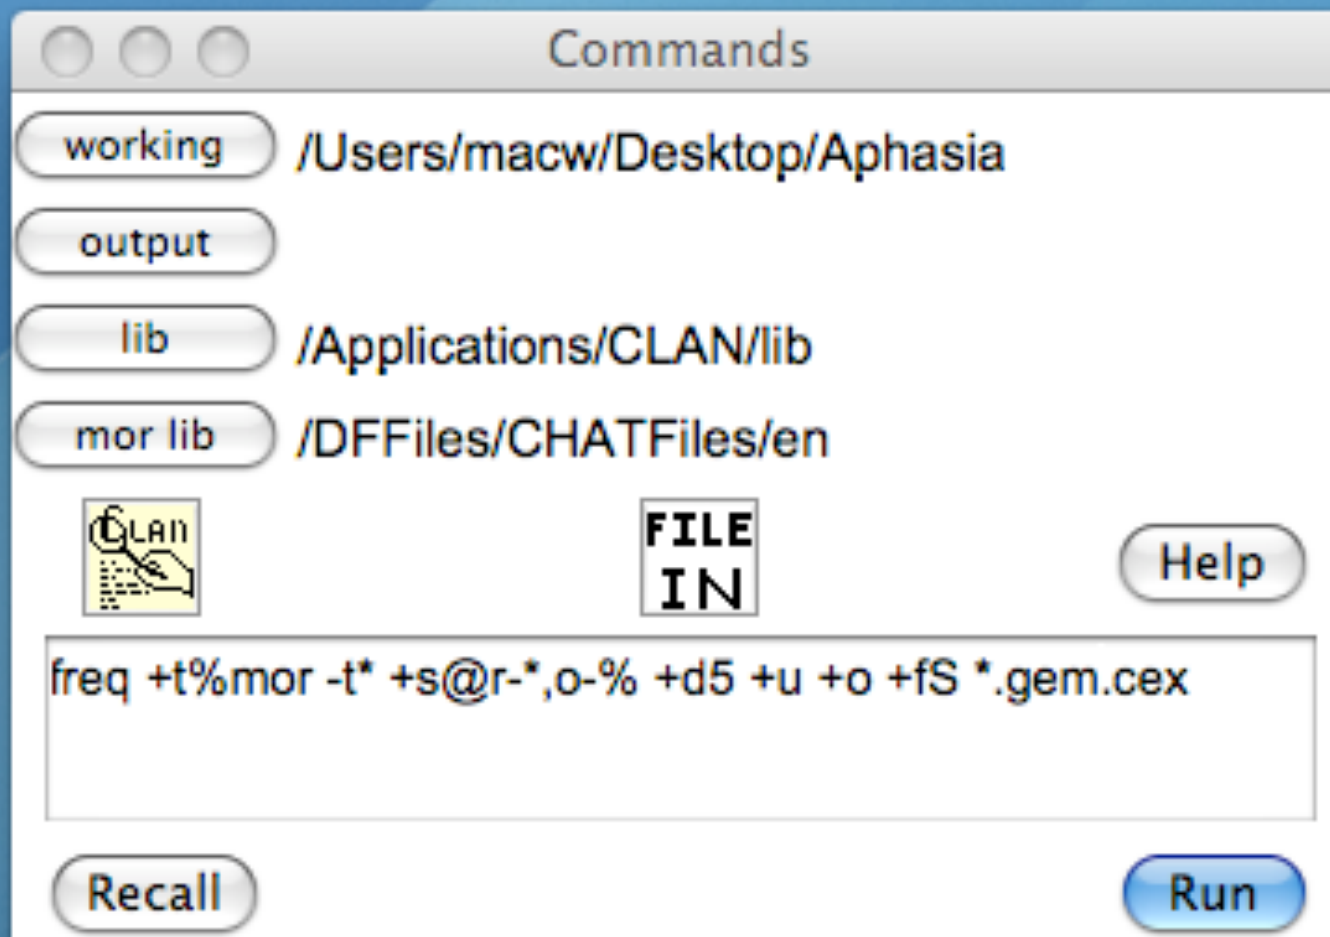 Commands
working /Users/macw/Desktop/Aphasia
output
lib /Applications/CLAN/lib
mor lib /DFFiles/CHATFiles/en
CLAN FILE IN Help
freq +t%mor -t* +s@r-*,o-% +d5 +u +o +fS *.gem.cex
Recall Run